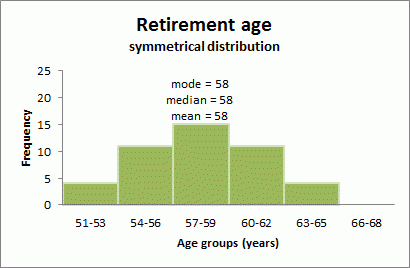 Retirement age
symmetrical distribution
mode = 58
median = 58
mean = 58
Frequency
25
20
15
10
5
0
51-53 54-56 57-59 60-62 63-65 66-68
Age groups (years)